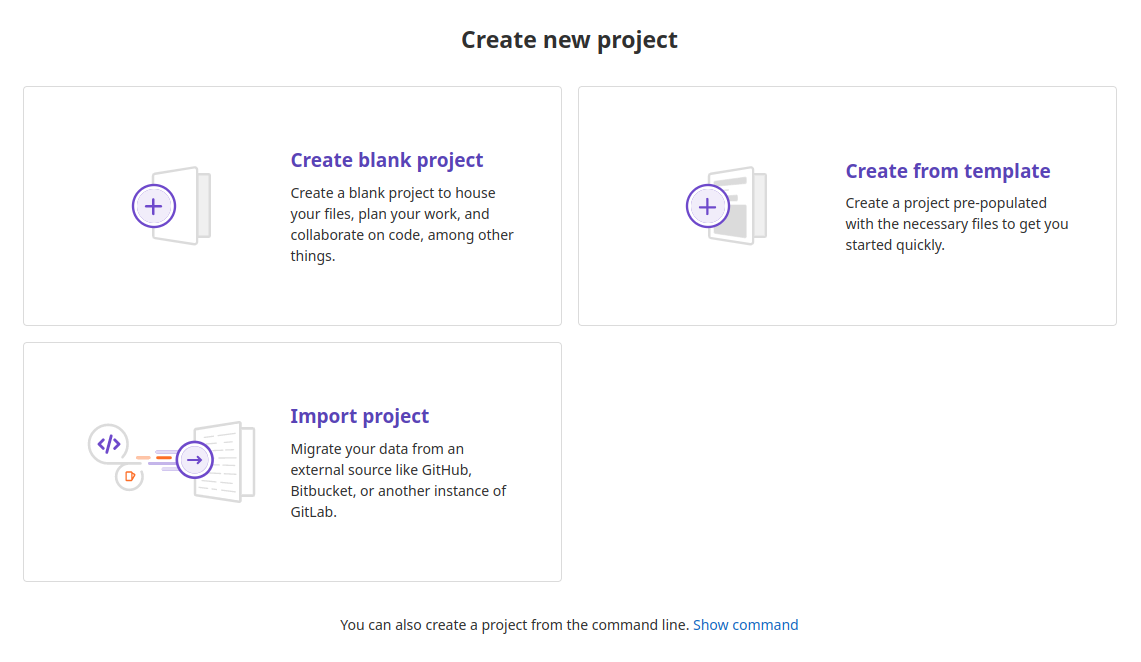 Create new project
Create blank project
Create a blank project to house
your files, plan your work, and
collaborate on code, among other
things.
Create from template
Create a project pre-populated
with the necessary files to get you
started quickly.
Import project
Migrate your data from an
external source like GitHub,
Bitbucket, or another instance of
GitLab.
You can also create a project from the command line. Show command